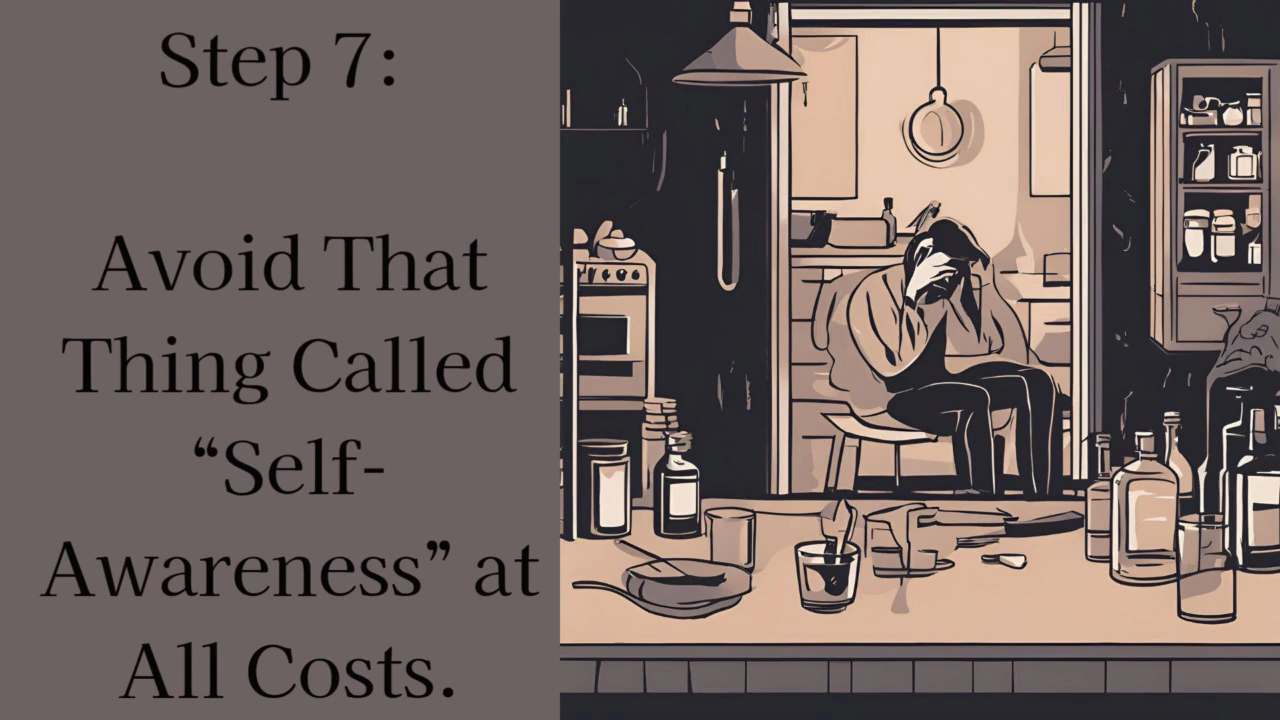 Step 7:
Avoid That
Thing Called
“Self-
Awareness” at
All Costs.